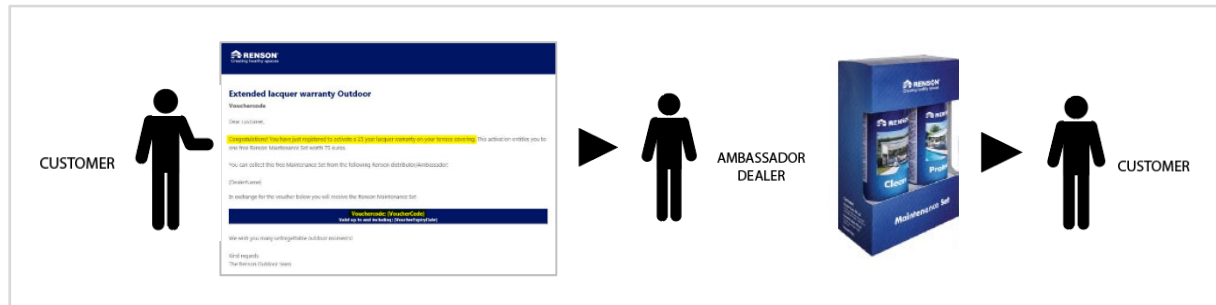 CUSTOMER
RENSON
Creating healthy spaces
Extended lacquer warranty Outdoor
Vouchercode
Dear customer,
Congratulations! You have just registered to activate a year lacquer warranty on your terrace covering. This activation entitles you to
one free Renson Maintenance Set worth 75 euros.
You can collect this free Maintenance Set from the following Renson distributor/Ambassador:
{DealerName}
In exchange for the voucher below you will receive the Renson Maintenance Set
Vouchercode: {VoucherCode}
Valid up to and including: {VoucherExpiryDate}
We wish you many unforgettable outdoor moments!
Kind regards
The Renson Outdoor team
AMBASSADOR
DEALER
RENSON
RENSON
RENSON
Clean
Prote
Maintenance Set
CUSTOMER